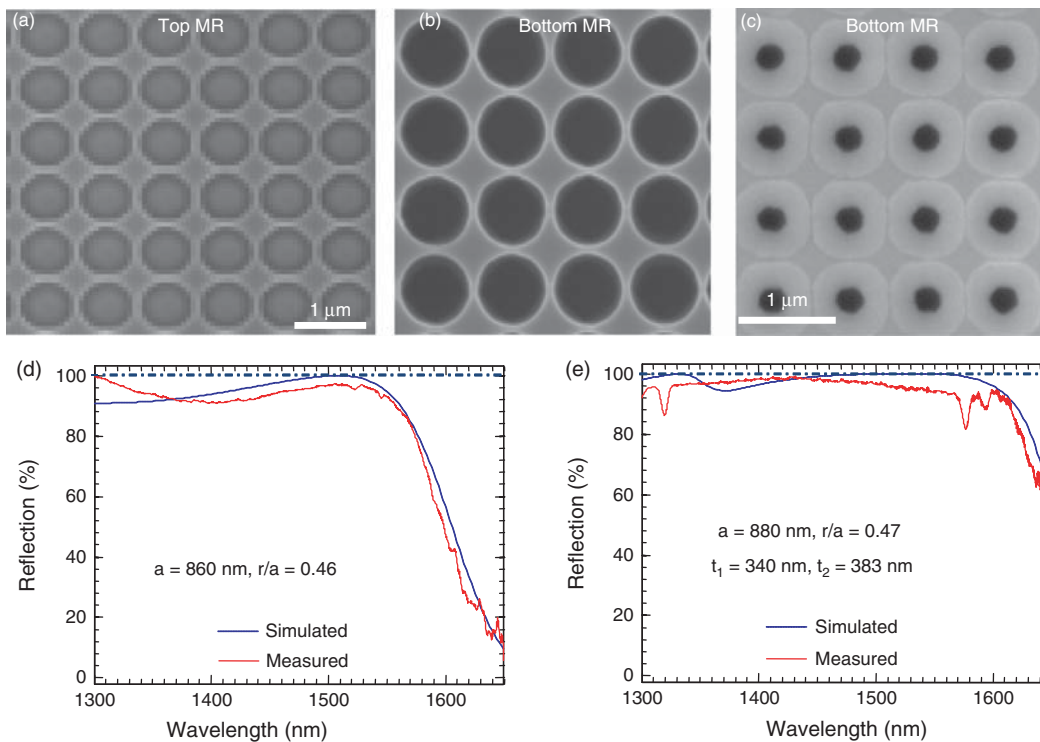 (a) Top MR
1 μm
(b) Bottom MR
(c) Bottom MR
1 μm
(d)
Reflection (%)
100
80
60
40
20
0
a = 860 nm, r/a = 0.46
Simulated
Measured
1300 1400 1500 1600
Wavelength (nm)
(e)
Reflection (%)
100
80
60
40
20
0
a = 880 nm, r/a = 0.47
t₁ = 340 nm, t₂ = 383 nm
Simulated
Measured
1300 1400 1500 1600
Wavelength (nm)